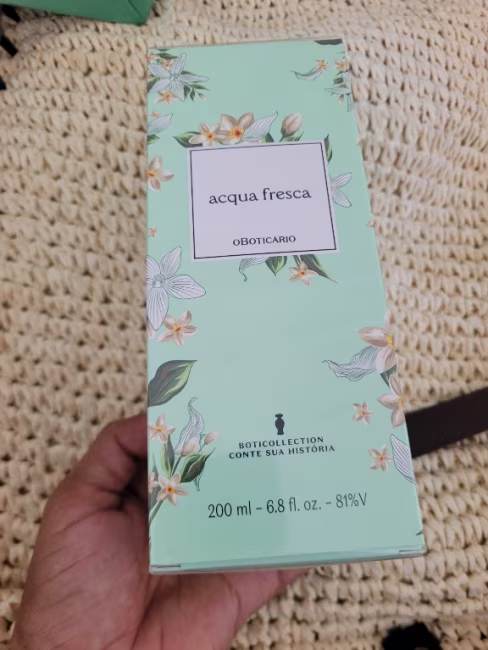 acqua fresca
OBOTICARIO
BOTICOLLECTION
CONTE SUA HISTÓRIA
200 ml - 6.8 fl. oz. - 81%V